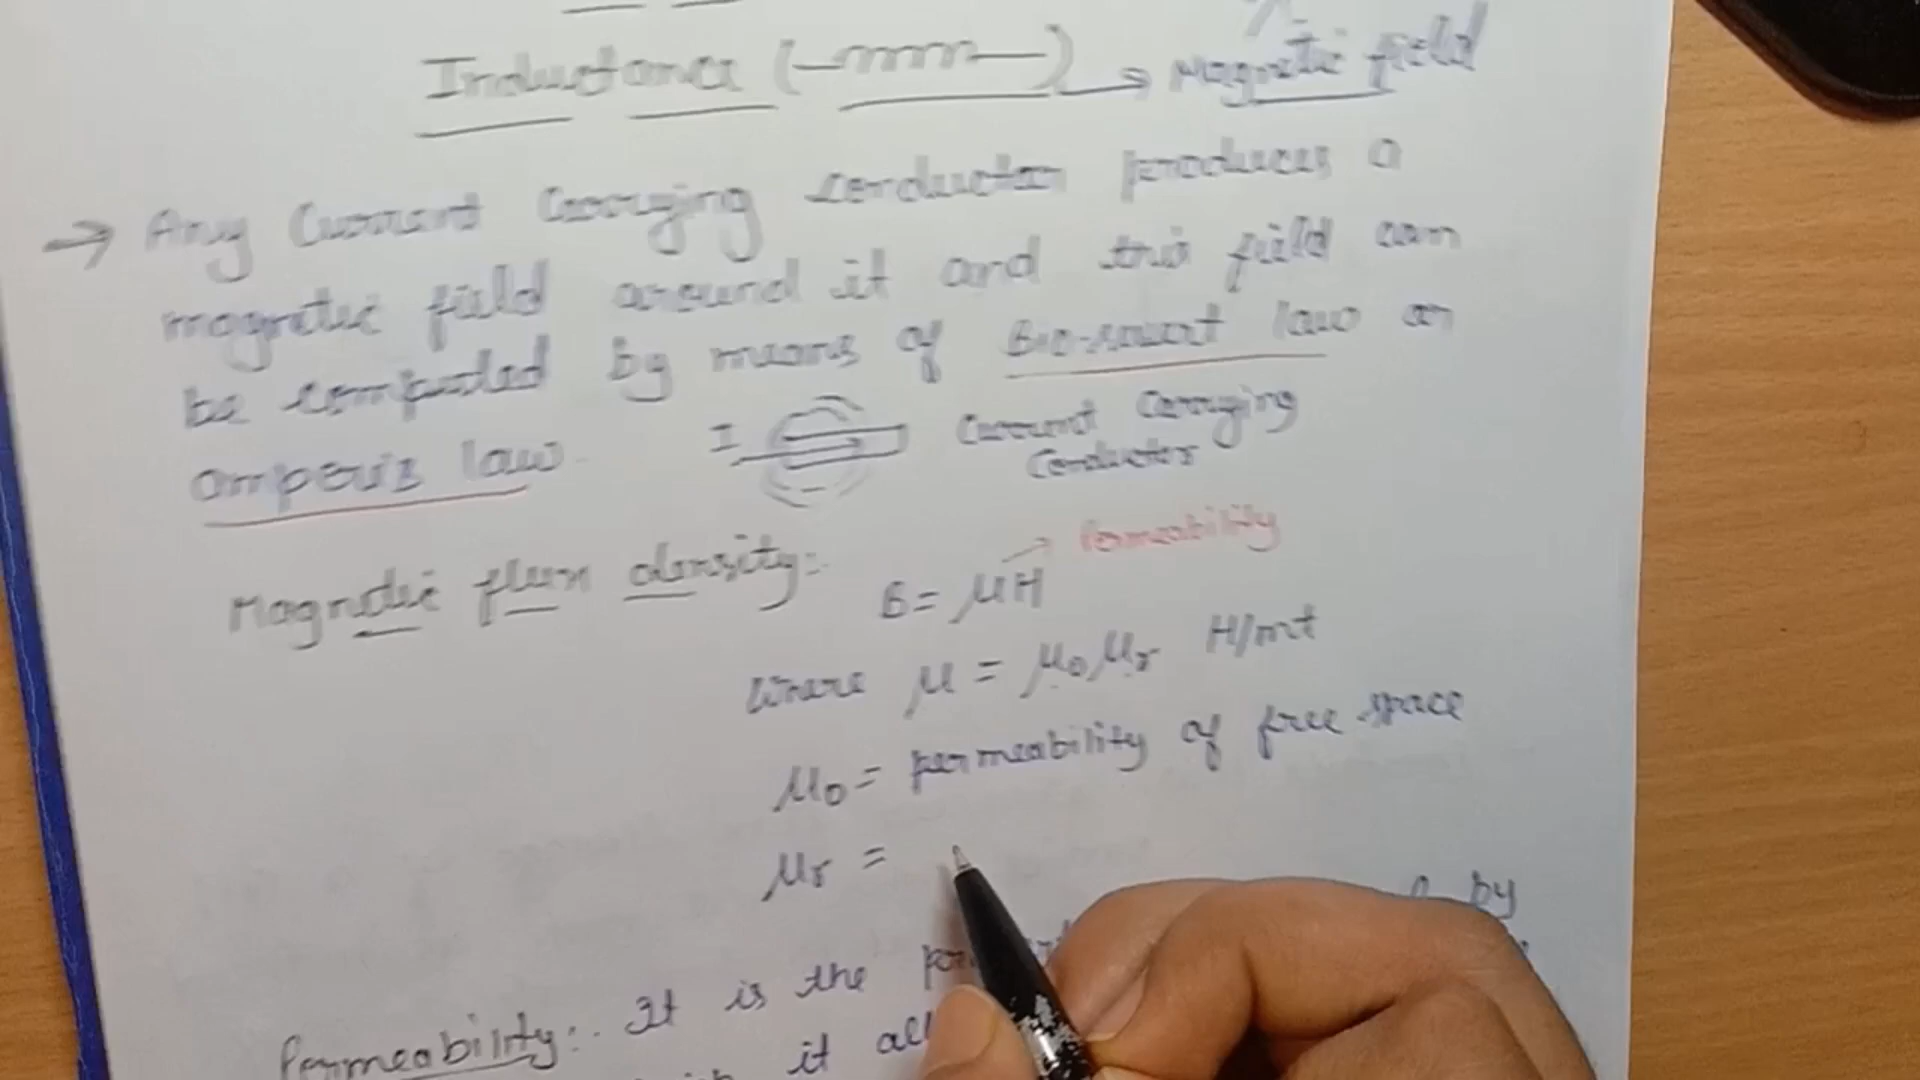 Inductance ( ) → Magnetic field
→ Any Current Carrying conductor produces a
magnetic field around it and this field can
be computed by means of Bio-savart law or
amperis law.
I
Current Carrying
Conductor
Magnetic flux density:-
B = μH → Permeability
Where μ = μ0μr H/mt
μ0 = permeability of free space
μr =
by
Permeability:. It is the
it